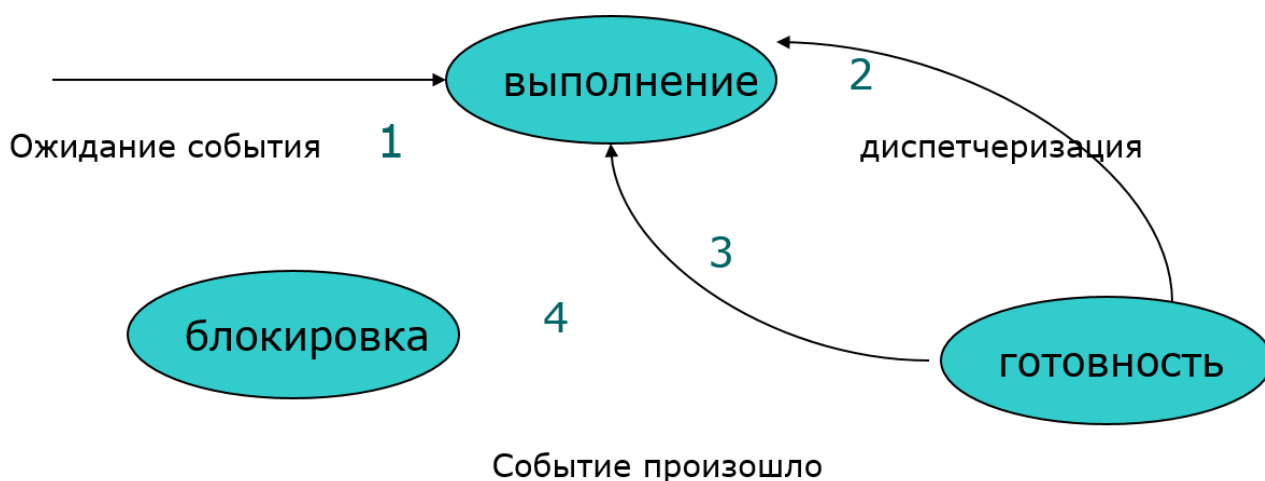 выполнение
2
Ожидание события
1
диспетчеризация
3
4
блокировка
готовность
Событие произошло